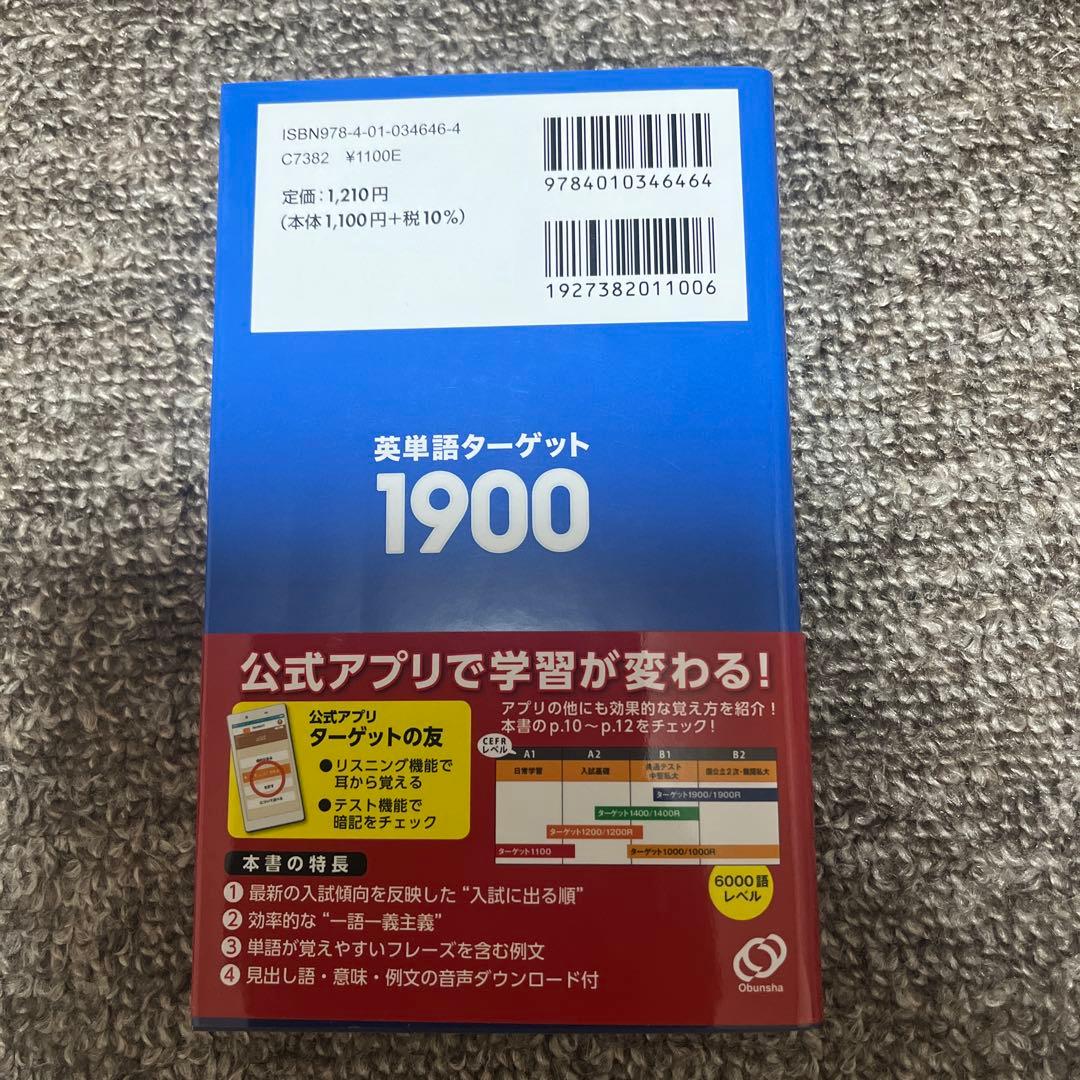 ISBN978-4-01-034646-4
C7382 ¥1100E
定価:1,210円
(本体1,100円+税10%)
9784010346464
1927382011006
英単語ターゲット
1900
公式アプリで学習が変わる!
公式アプリ
ターゲットの友
●リスニング機能で
耳から覚える
●テスト機能で
暗記をチェック
アプリの他にも効果的な覚え方を紹介!
本書のp.10〜p.12をチェック!
CEFR
レベル
A1 A2 B1 B2
日常学習 入試基礎 共通テスト 国公立2次・難関私大
中堅私大
ターゲット1900/1900R
ターゲット1400/1400R
ターゲット1200/1200R
ターゲット1100 ターゲット1000/1000R
6000語
レベル
本書の特長
① 最新の入試傾向を反映した“入試に出る順”
② 効率的な“一語一義主義”
③ 単語が覚えやすいフレーズを含む例文
④ 見出し語・意味・例文の音声ダウンロード付
Obunsha